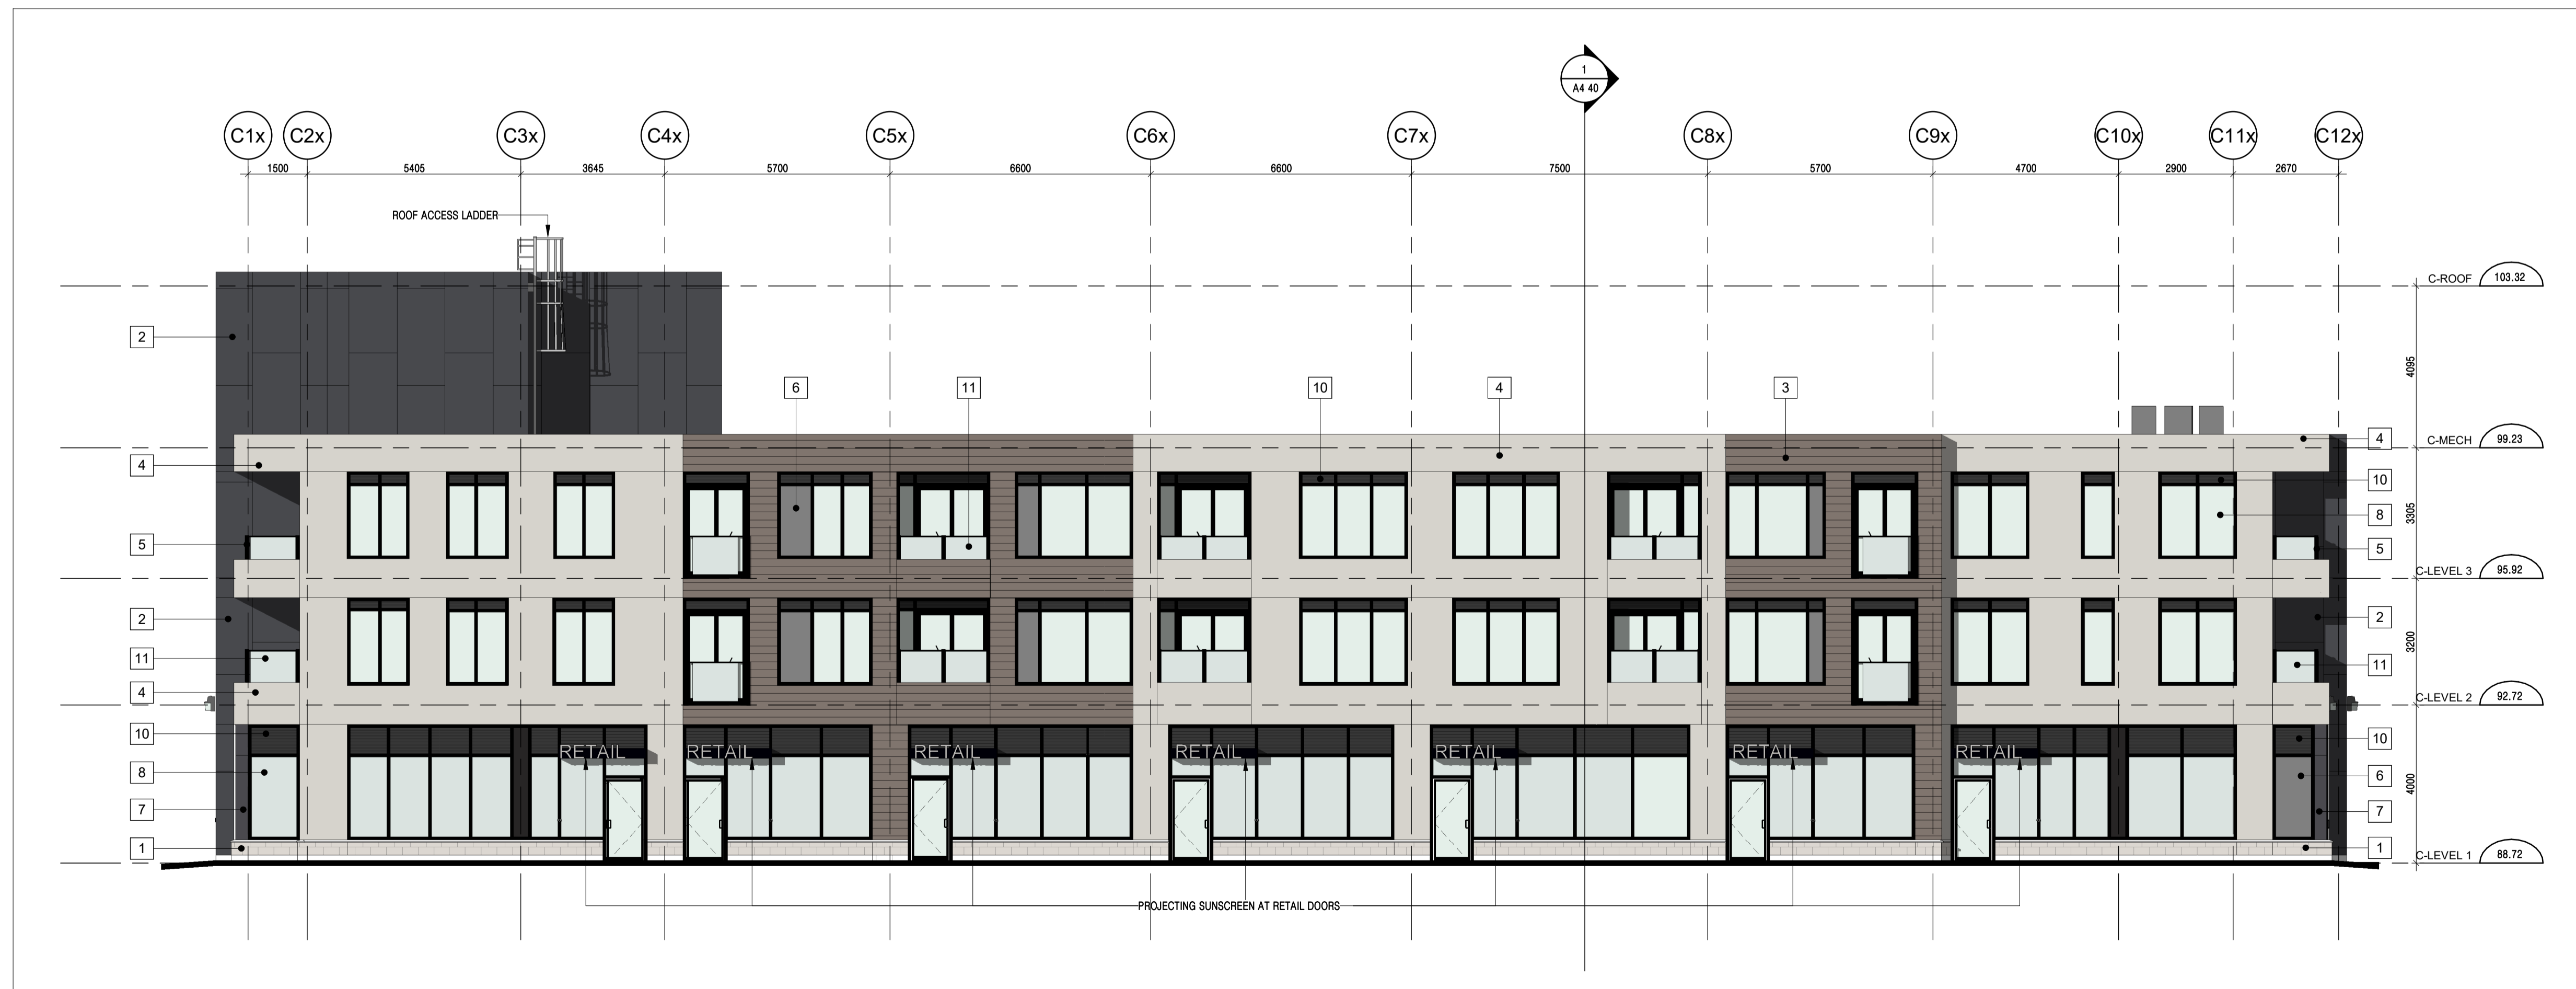 1
A4 40
C1x C2x C3x C4x C5x C6x C7x C8x C9x C10x C11x C12x
1500 5405 3645 5700 6600 6600 7500 5700 4700 2900 2670
ROOF ACCESS LADDER
C-ROOF 103.32
2
4095
6 11 10 4 3
4 C-MECH 99.23
4
10
8 3305
5 5
C-LEVEL 3 95.92
2 2
3200
11 11
4
C-LEVEL 2 92.72
10 10
RETAIL RETAIL RETAIL RETAIL RETAIL RETAIL RETAIL
8 6
4000
7 7
1 1
C-LEVEL 1 88.72
PROJECTING SUNSCREEN AT RETAIL DOORS